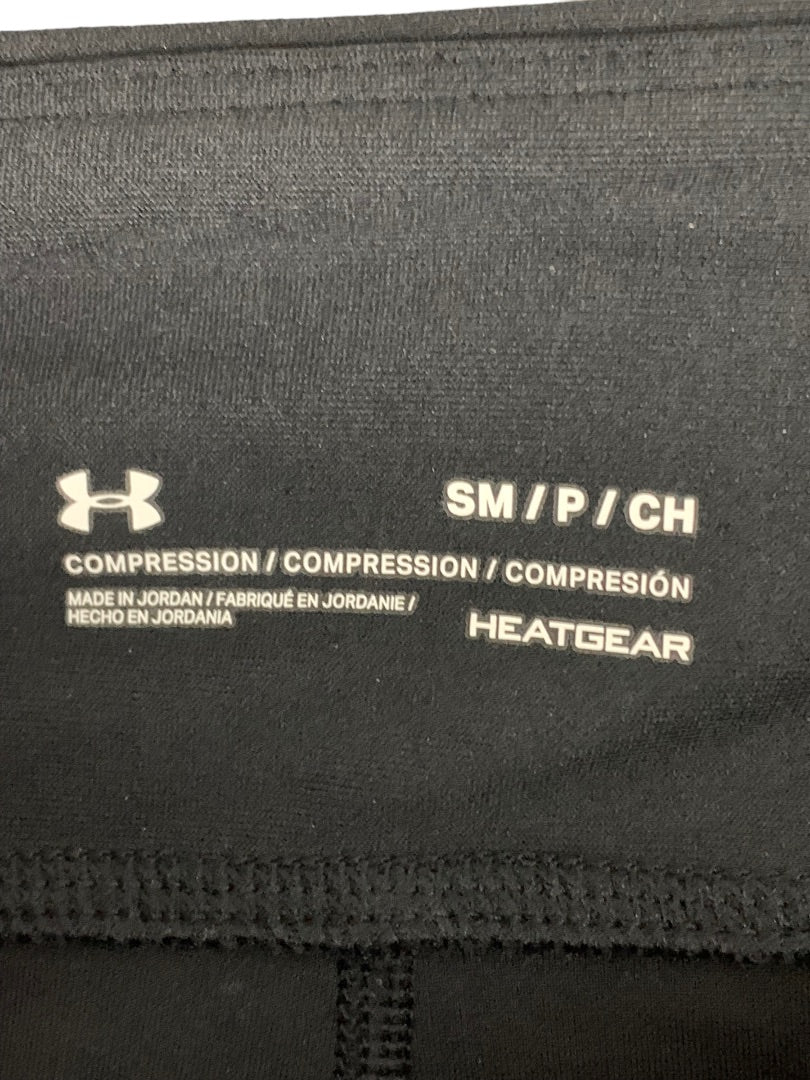 SM / P / CH
COMPRESSION / COMPRESSION / COMPRESIÓN
MADE IN JORDAN / FABRIQUÉ EN JORDANIE /
HECHO EN JORDANIA
HEATGEAR